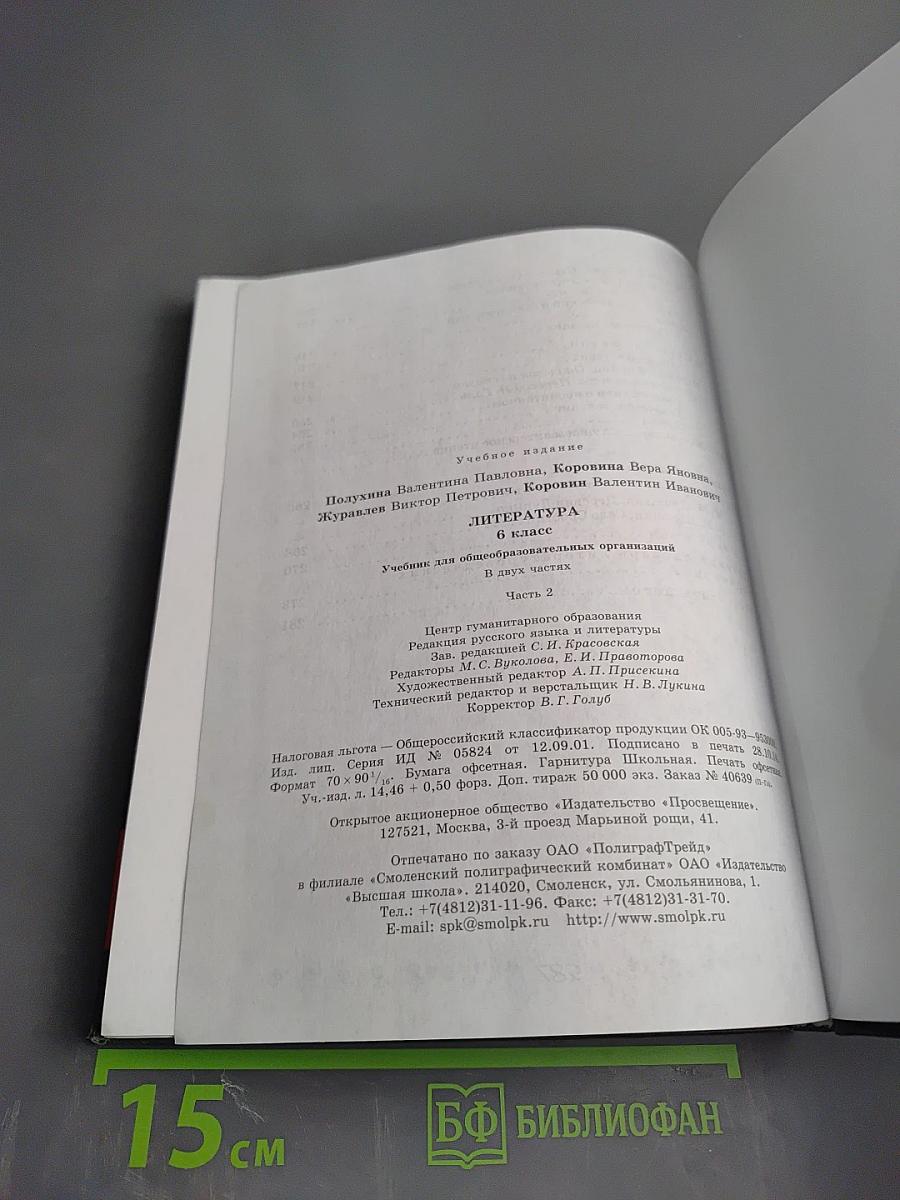 Учебное издание
Полухина Валентина Павловна, Коровина Вера Яновна,
Журавлев Виктор Петрович, Коровин Валентин Иванович
ЛИТЕРАТУРА
6 класс
Учебник для общеобразовательных организаций
В двух частях
Часть 2
Центр гуманитарного образования
Редакция русского языка и литературы
Зав. редакцией С. И. Красовская
Редакторы М. С. Вуколова, Е. И. Правоторова
Художественный редактор А. П. Присекина
Технический редактор и верстальщик Н. В. Лукина
Корректор В. Г. Голуб
Налоговая льгота — Общероссийский классификатор продукции ОК 005-93—953000.
Изд. лиц. Серия ИД № 05824 от 12.09.01. Подписано в печать
Формат 70 × 90 1/16. Бумага офсетная. Гарнитура Школьная. Печать офсетная.
Уч.-изд. л. 14,46 + 0,50 форз. Доп. тираж 50 000 экз. Заказ № 40639
Открытое акционерное общество «Издательство «Просвещение».
127521, Москва, 3-й проезд Марьиной рощи, 41.
Отпечатано по заказу ОАО «ПолиграфТрейд»
в филиале «Смоленский полиграфический комбинат» ОАО «Издательство
«Высшая школа». 214020, Смоленск, ул. Смольянинова, 1.
Тел.: +7(4812)31-11-96. Факс: +7(4812)31-31-70.
E-mail: spk@smolpk.ru http://www.smolpk.ru
15 см
БФ БИБЛИОФАН